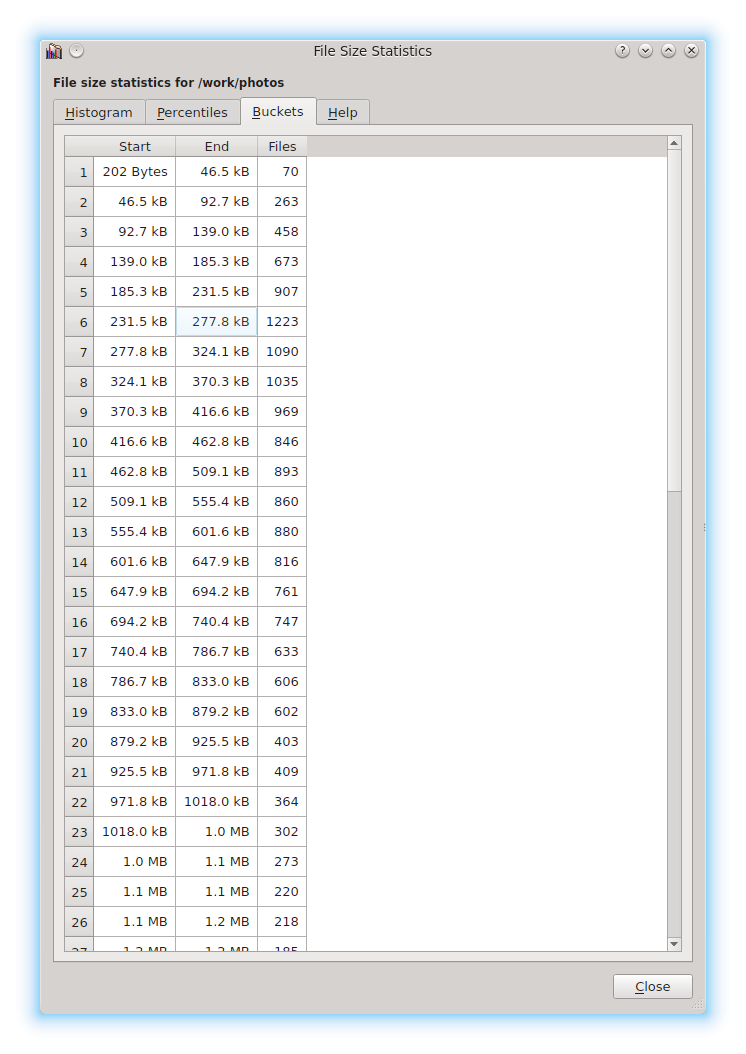 File Size Statistics
File size statistics for /work/photos
Histogram Percentiles Buckets Help
Start End Files
1 202 Bytes 46.5 kB 70
2 46.5 kB 92.7 kB 263
3 92.7 kB 139.0 kB 458
4 139.0 kB 185.3 kB 673
5 185.3 kB 231.5 kB 907
6 231.5 kB 277.8 kB 1223
7 277.8 kB 324.1 kB 1090
8 324.1 kB 370.3 kB 1035
9 370.3 kB 416.6 kB 969
10 416.6 kB 462.8 kB 846
11 462.8 kB 509.1 kB 893
12 509.1 kB 555.4 kB 860
13 555.4 kB 601.6 kB 880
14 601.6 kB 647.9 kB 816
15 647.9 kB 694.2 kB 761
16 694.2 kB 740.4 kB 747
17 740.4 kB 786.7 kB 633
18 786.7 kB 833.0 kB 606
19 833.0 kB 879.2 kB 602
20 879.2 kB 925.5 kB 403
21 925.5 kB 971.8 kB 409
22 971.8 kB 1018.0 kB 364
23 1018.0 kB 1.0 MB 302
24 1.0 MB 1.1 MB 273
25 1.1 MB 1.1 MB 220
26 1.1 MB 1.2 MB 218
27 1.2 MB 1.2 MB 185
Close